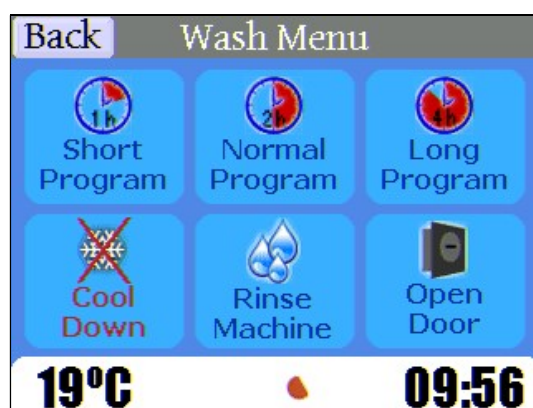 Back Wash Menu
1h 2h 4h
Short Normal Long
Program Program Program
Cool Rinse Open
Down Machine Door
19ºC 09:56